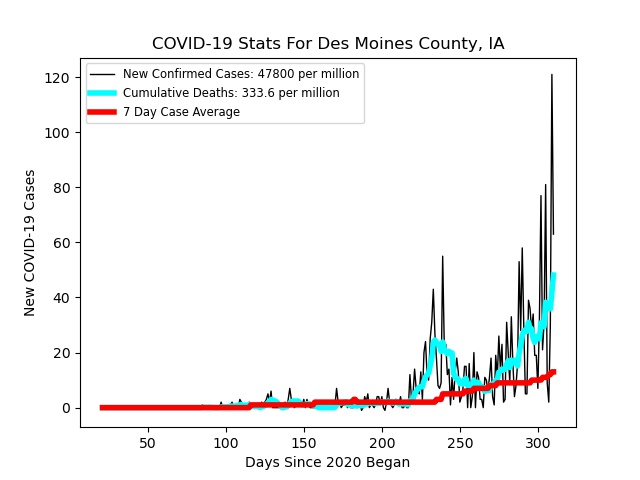 COVID-19 Stats For Des Moines County, IA
New Confirmed Cases: 47800 per million
Cumulative Deaths: 333.6 per million
7 Day Case Average
New COVID-19 Cases
120
100
80
60
40
20
0
50 100 150 200 250 300
Days Since 2020 Began